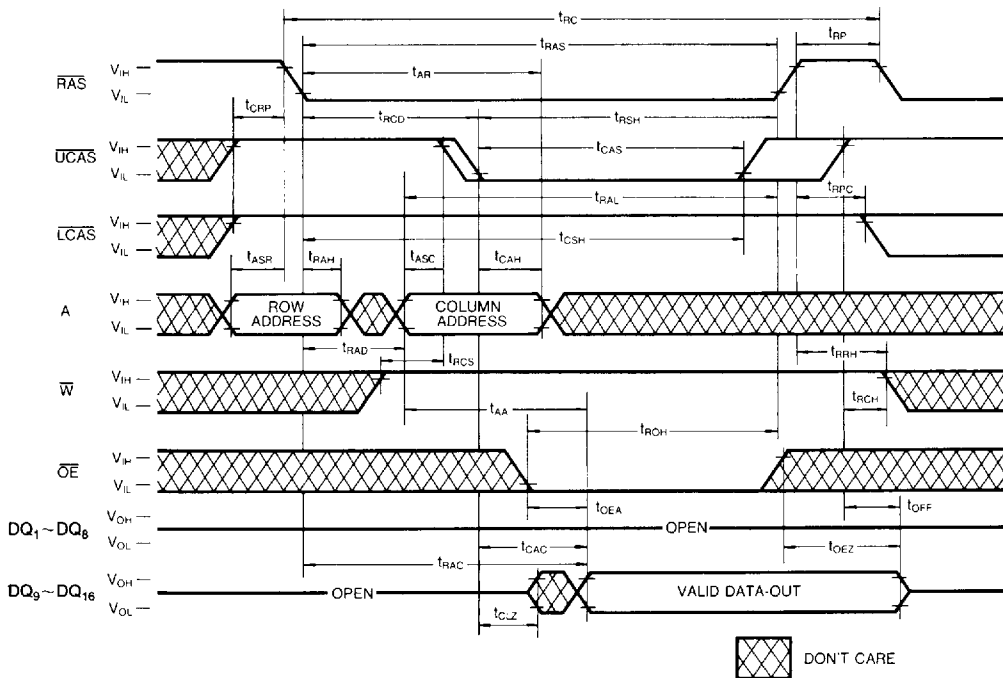 tRC
tRAS
tRP
tAR
RAS VIH
VIL
tCRP
tRCD
tRSH
UCAS VIH
VIL
tCAS
tRAL
tRPC
LCAS VIH
VIL
tCSH
tASR
tRAH
tASC
tCAH
A VIH
VIL
ROW ADDRESS
COLUMN ADDRESS
tRAD
tRCS
tRRH
W VIH
VIL
tAA
tRCH
tROH
OE VIH
VIL
tOEA
tOFF
DQ1~DQ8 VOH
VOL
OPEN
tCAC
tOEZ
tRAC
DQ9~DQ16 VOH
VOL
OPEN
VALID DATA-OUT
tCLZ
DON'T CARE